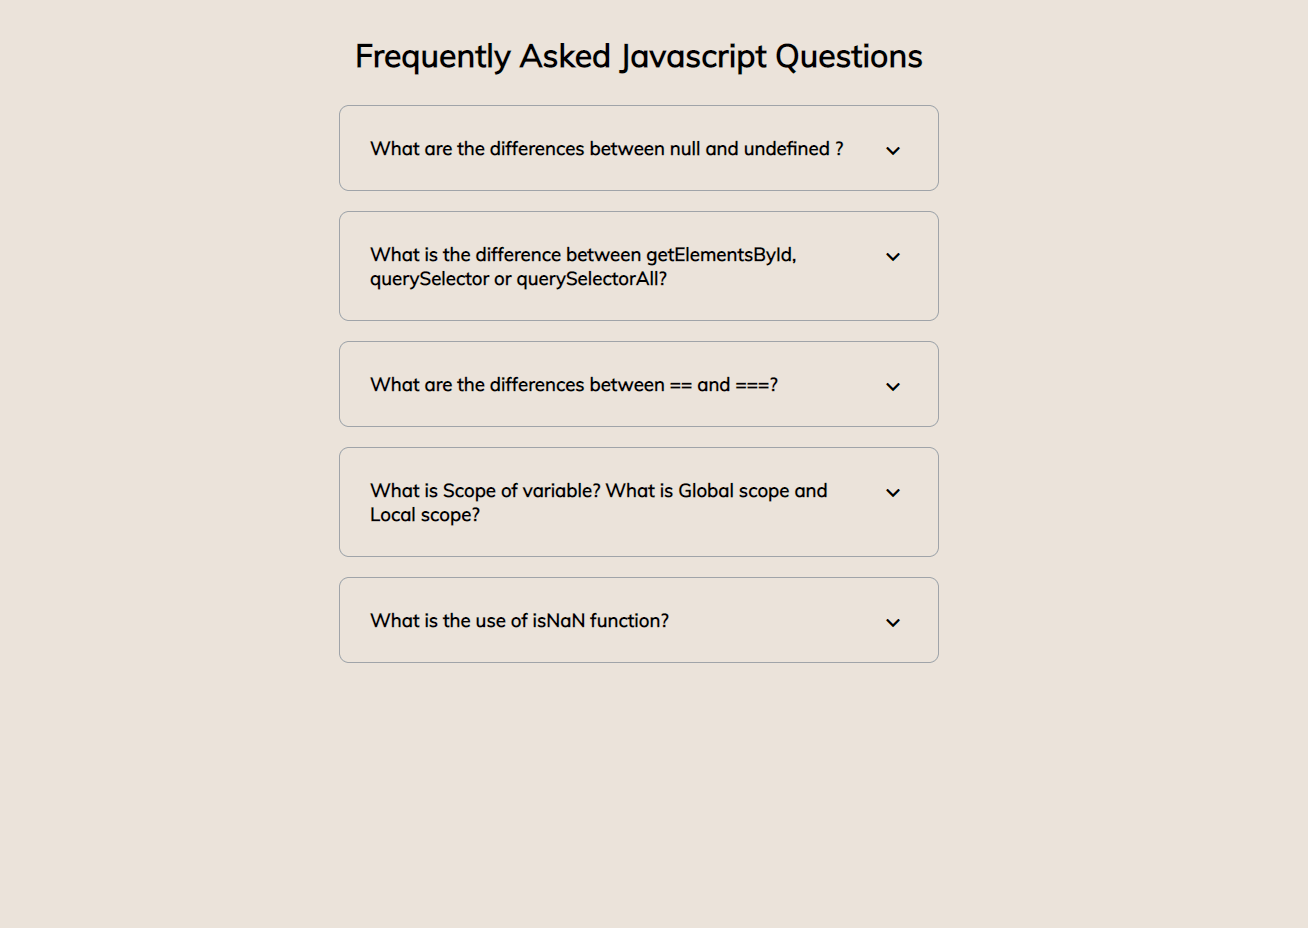 Frequently Asked Javascript Questions
What are the differences between null and undefined ?
What is the difference between getElementsById,
querySelector or querySelectorAll?
What are the differences between == and ===?
What is Scope of variable? What is Global scope and
Local scope?
What is the use of isNaN function?